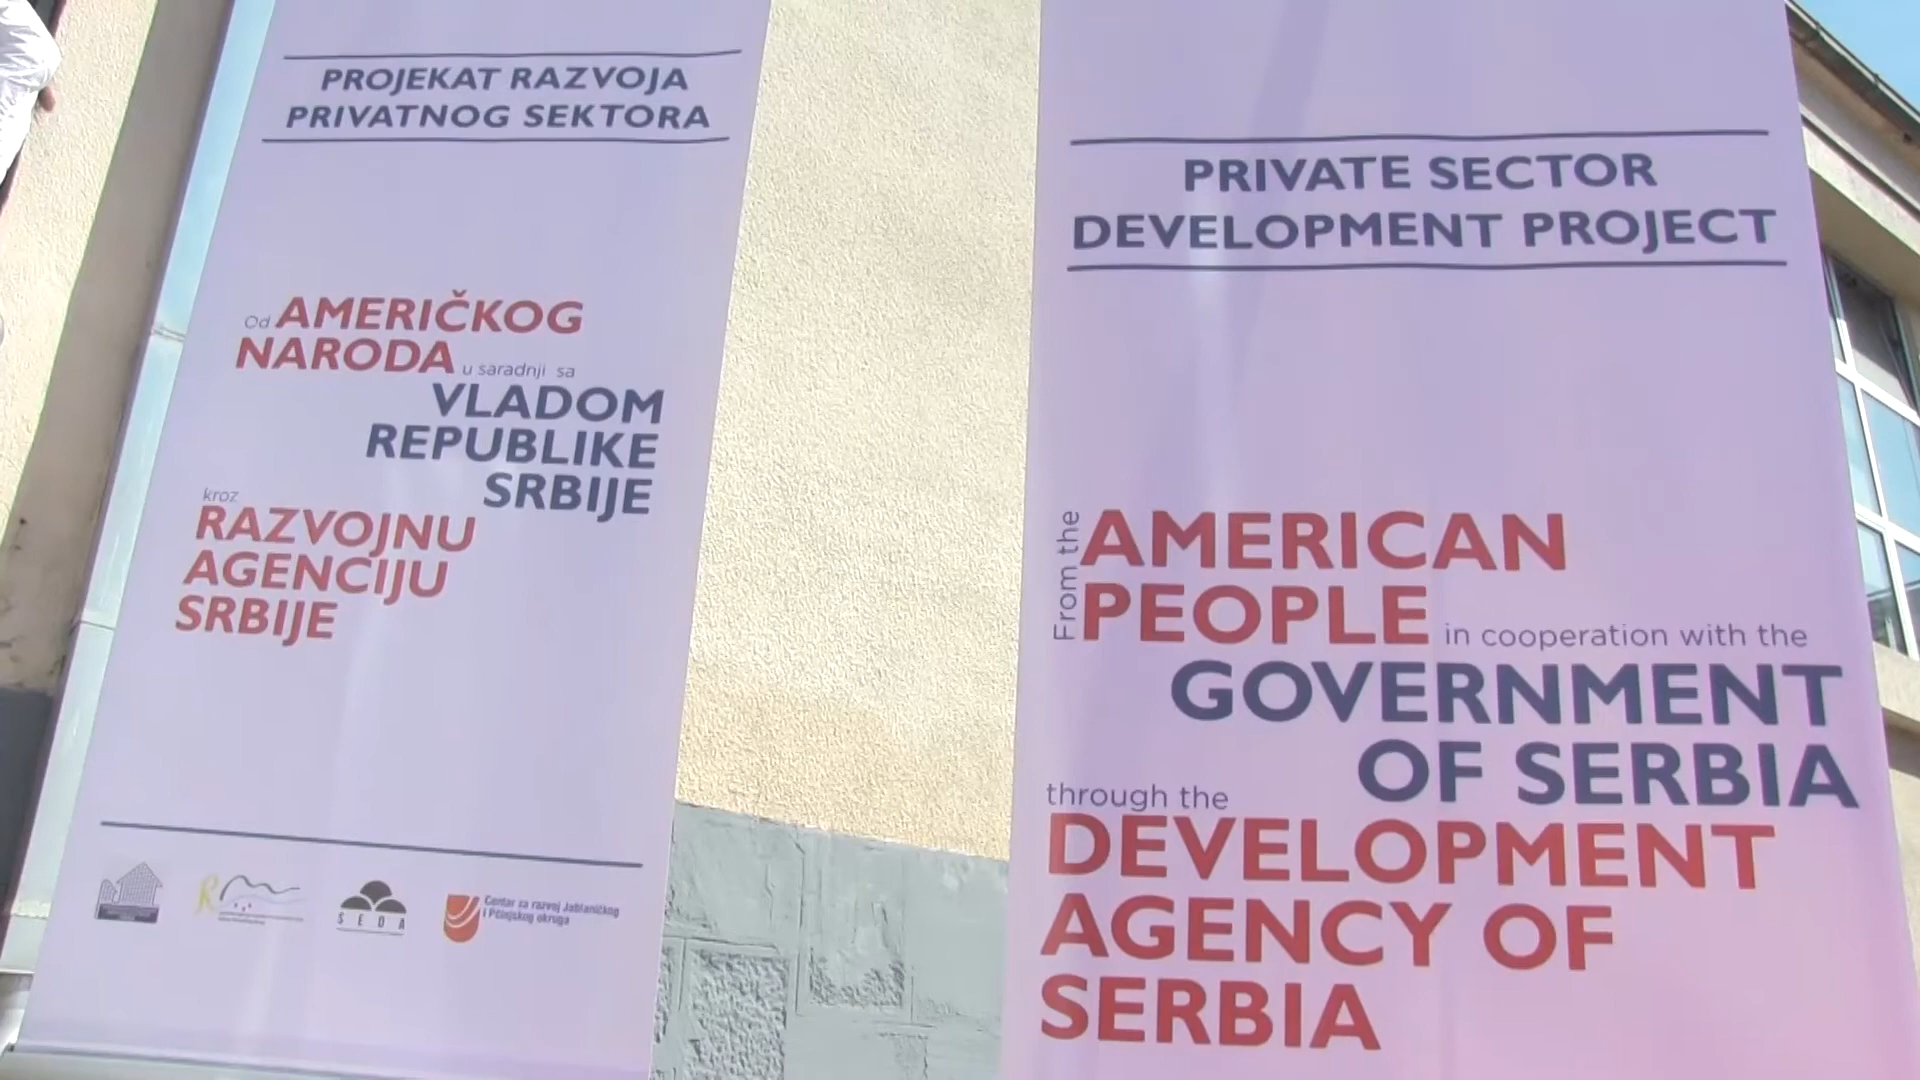 PROJEKAT RAZVOJA
PRIVATNOG SEKTORA
Od AMERIČKOG
NARODA u saradnji sa
VLADOM
REPUBLIKE
SRBIJE
kroz
RAZVOJNU
AGENCIJU
SRBIJE
SEDA
Centar za razvoj Jablaničkog
i Pčinjskog okruga
PRIVATE SECTOR
DEVELOPMENT PROJECT
From the AMERICAN
PEOPLE in cooperation with the
GOVERNMENT
OF SERBIA
through the
DEVELOPMENT
AGENCY OF
SERBIA